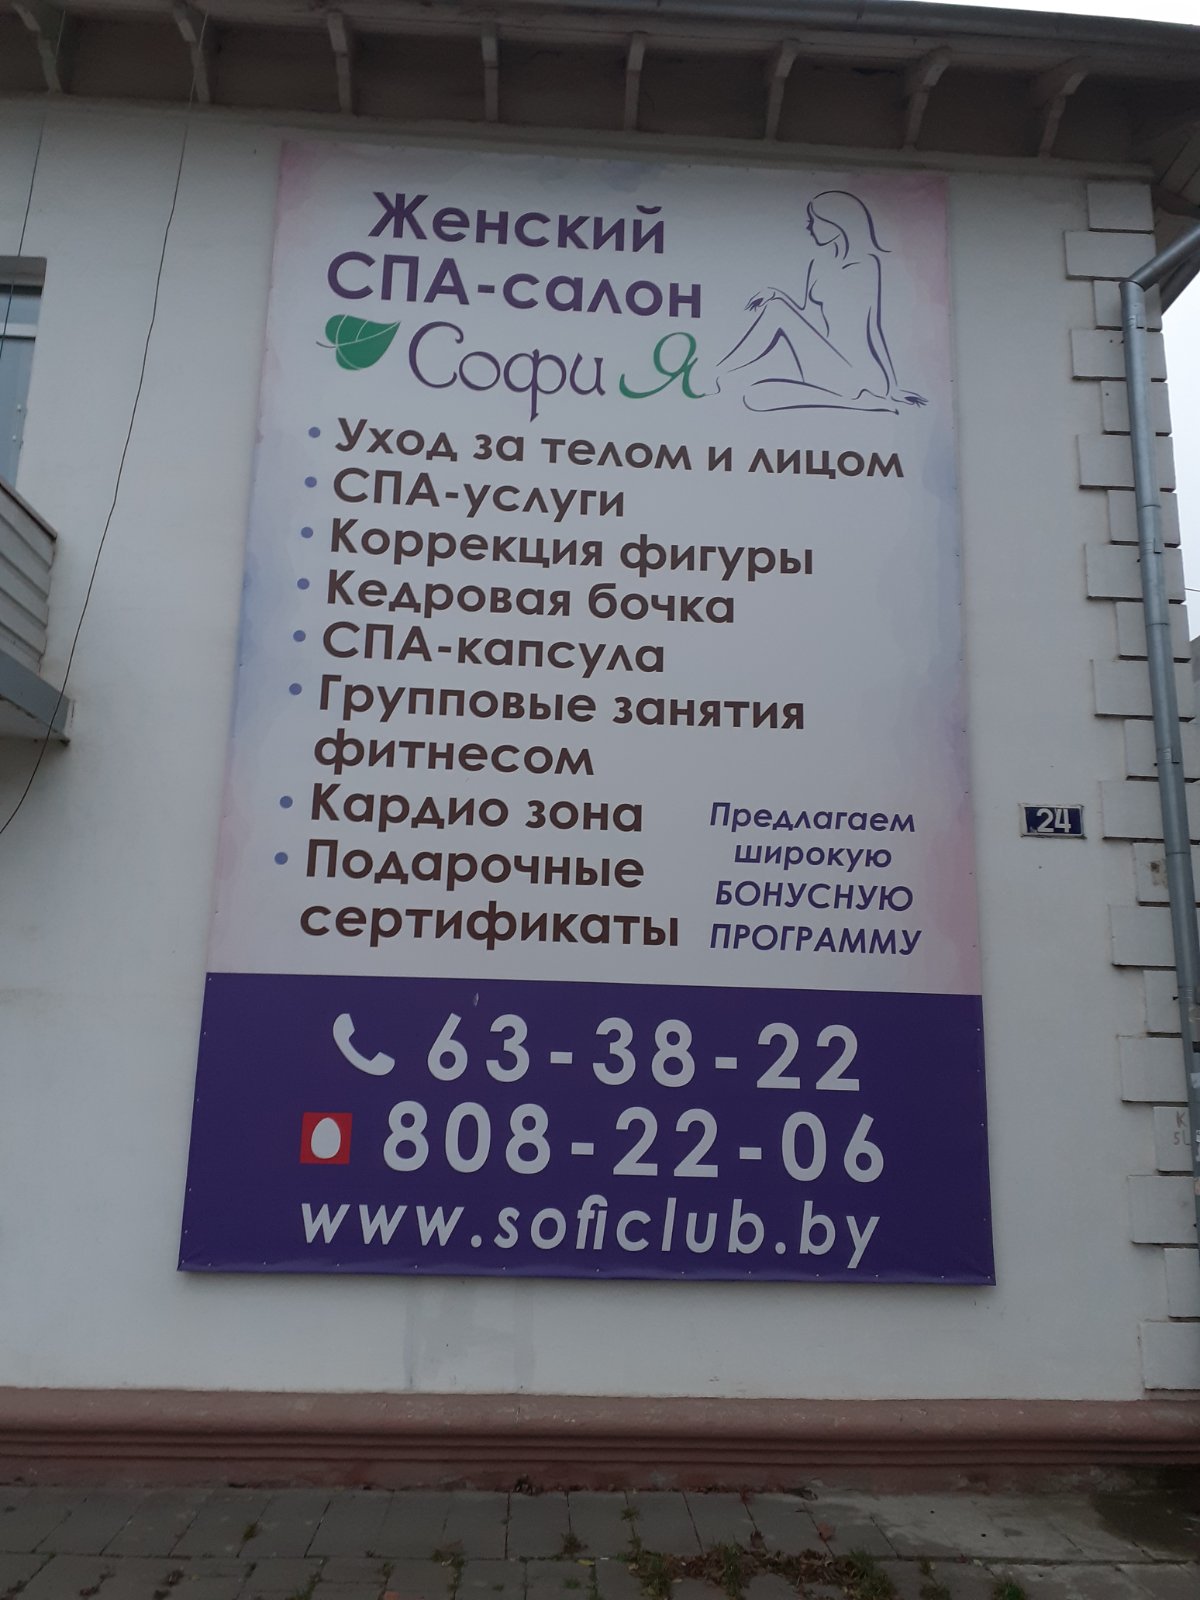 Женский
СПА-салон
Софи Я
• Уход за телом и лицом
• СПА-услуги
• Коррекция фигуры
• Кедровая бочка
• СПА-капсула
• Групповые занятия
фитнесом
• Кардио зона
• Подарочные
сертификаты
Предлагаем
широкую
БОНУСНУЮ
ПРОГРАММУ
24
63-38-22
808-22-06
www.soficlub.by